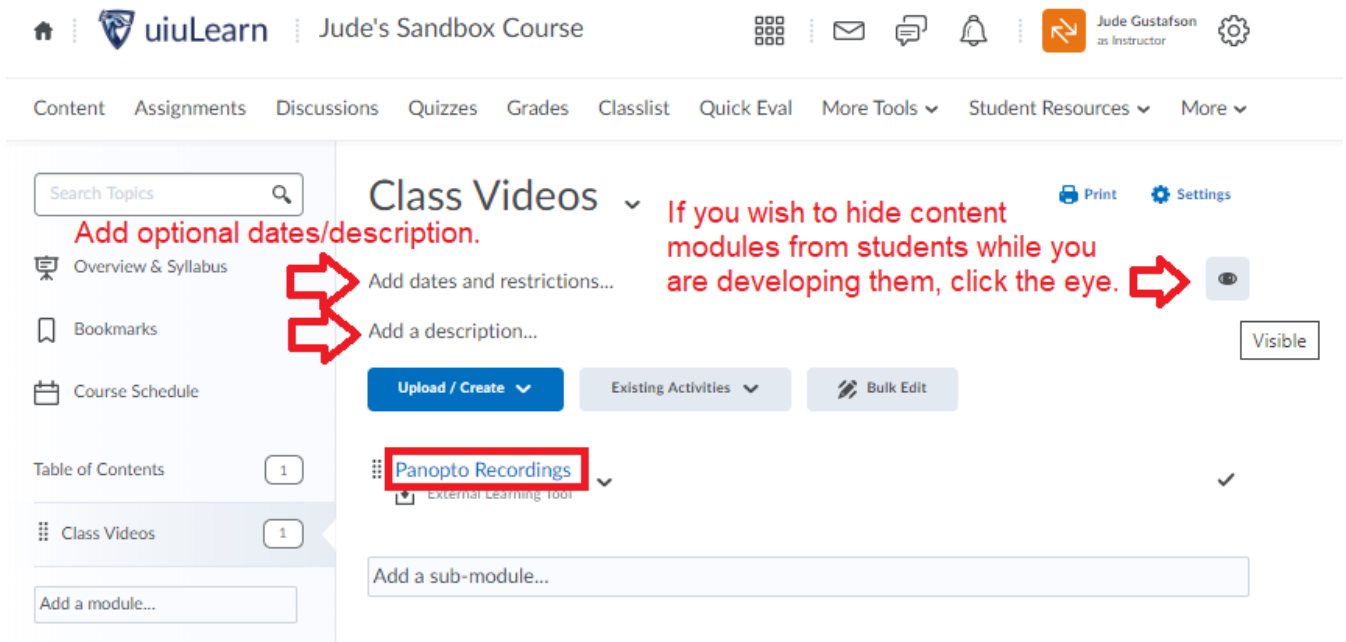 uiuLearn
Jude's Sandbox Course
Jude Gustafson
as Instructor
Content Assignments Discussions Quizzes Grades Classlist Quick Eval More Tools Student Resources More
Search Topics
Class Videos
Print
Settings
Add optional dates/description.
If you wish to hide content
modules from students while you
are developing them, click the eye.
Overview & Syllabus
Add dates and restrictions...
Bookmarks
Add a description...
Visible
Course Schedule
Upload / Create
Existing Activities
Bulk Edit
Table of Contents 1
Panopto Recordings
External Learning Tool
Class Videos 1
Add a sub-module...
Add a module...